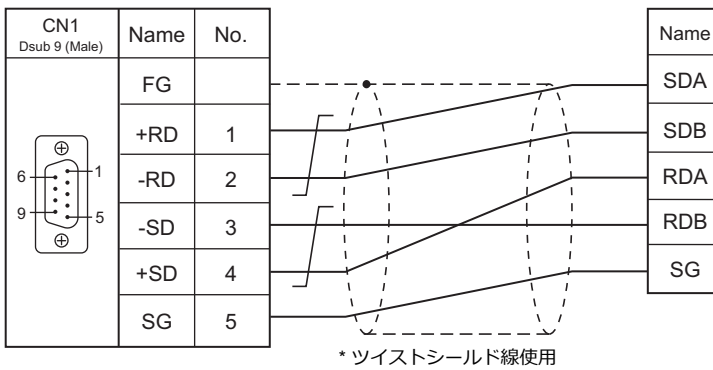 CN1
Dsub 9 (Male)
Name
No.
Name
FG
SDA
+RD
1
SDB
-RD
2
RDA
6
1
-SD
3
RDB
9
5
+SD
4
SG
SG
5
* ツイストシールド線使用